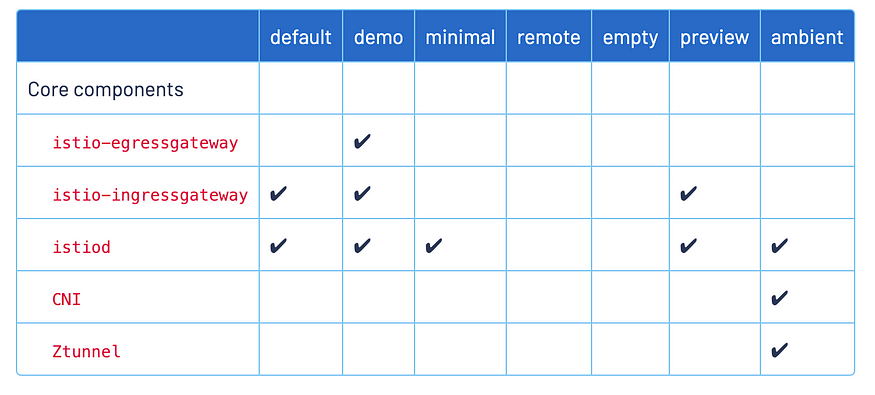 default demo minimal remote empty preview ambient
Core components
istio-egressgateway ✔
istio-ingressgateway ✔ ✔ ✔
istiod ✔ ✔ ✔ ✔ ✔
CNI ✔
Ztunnel ✔